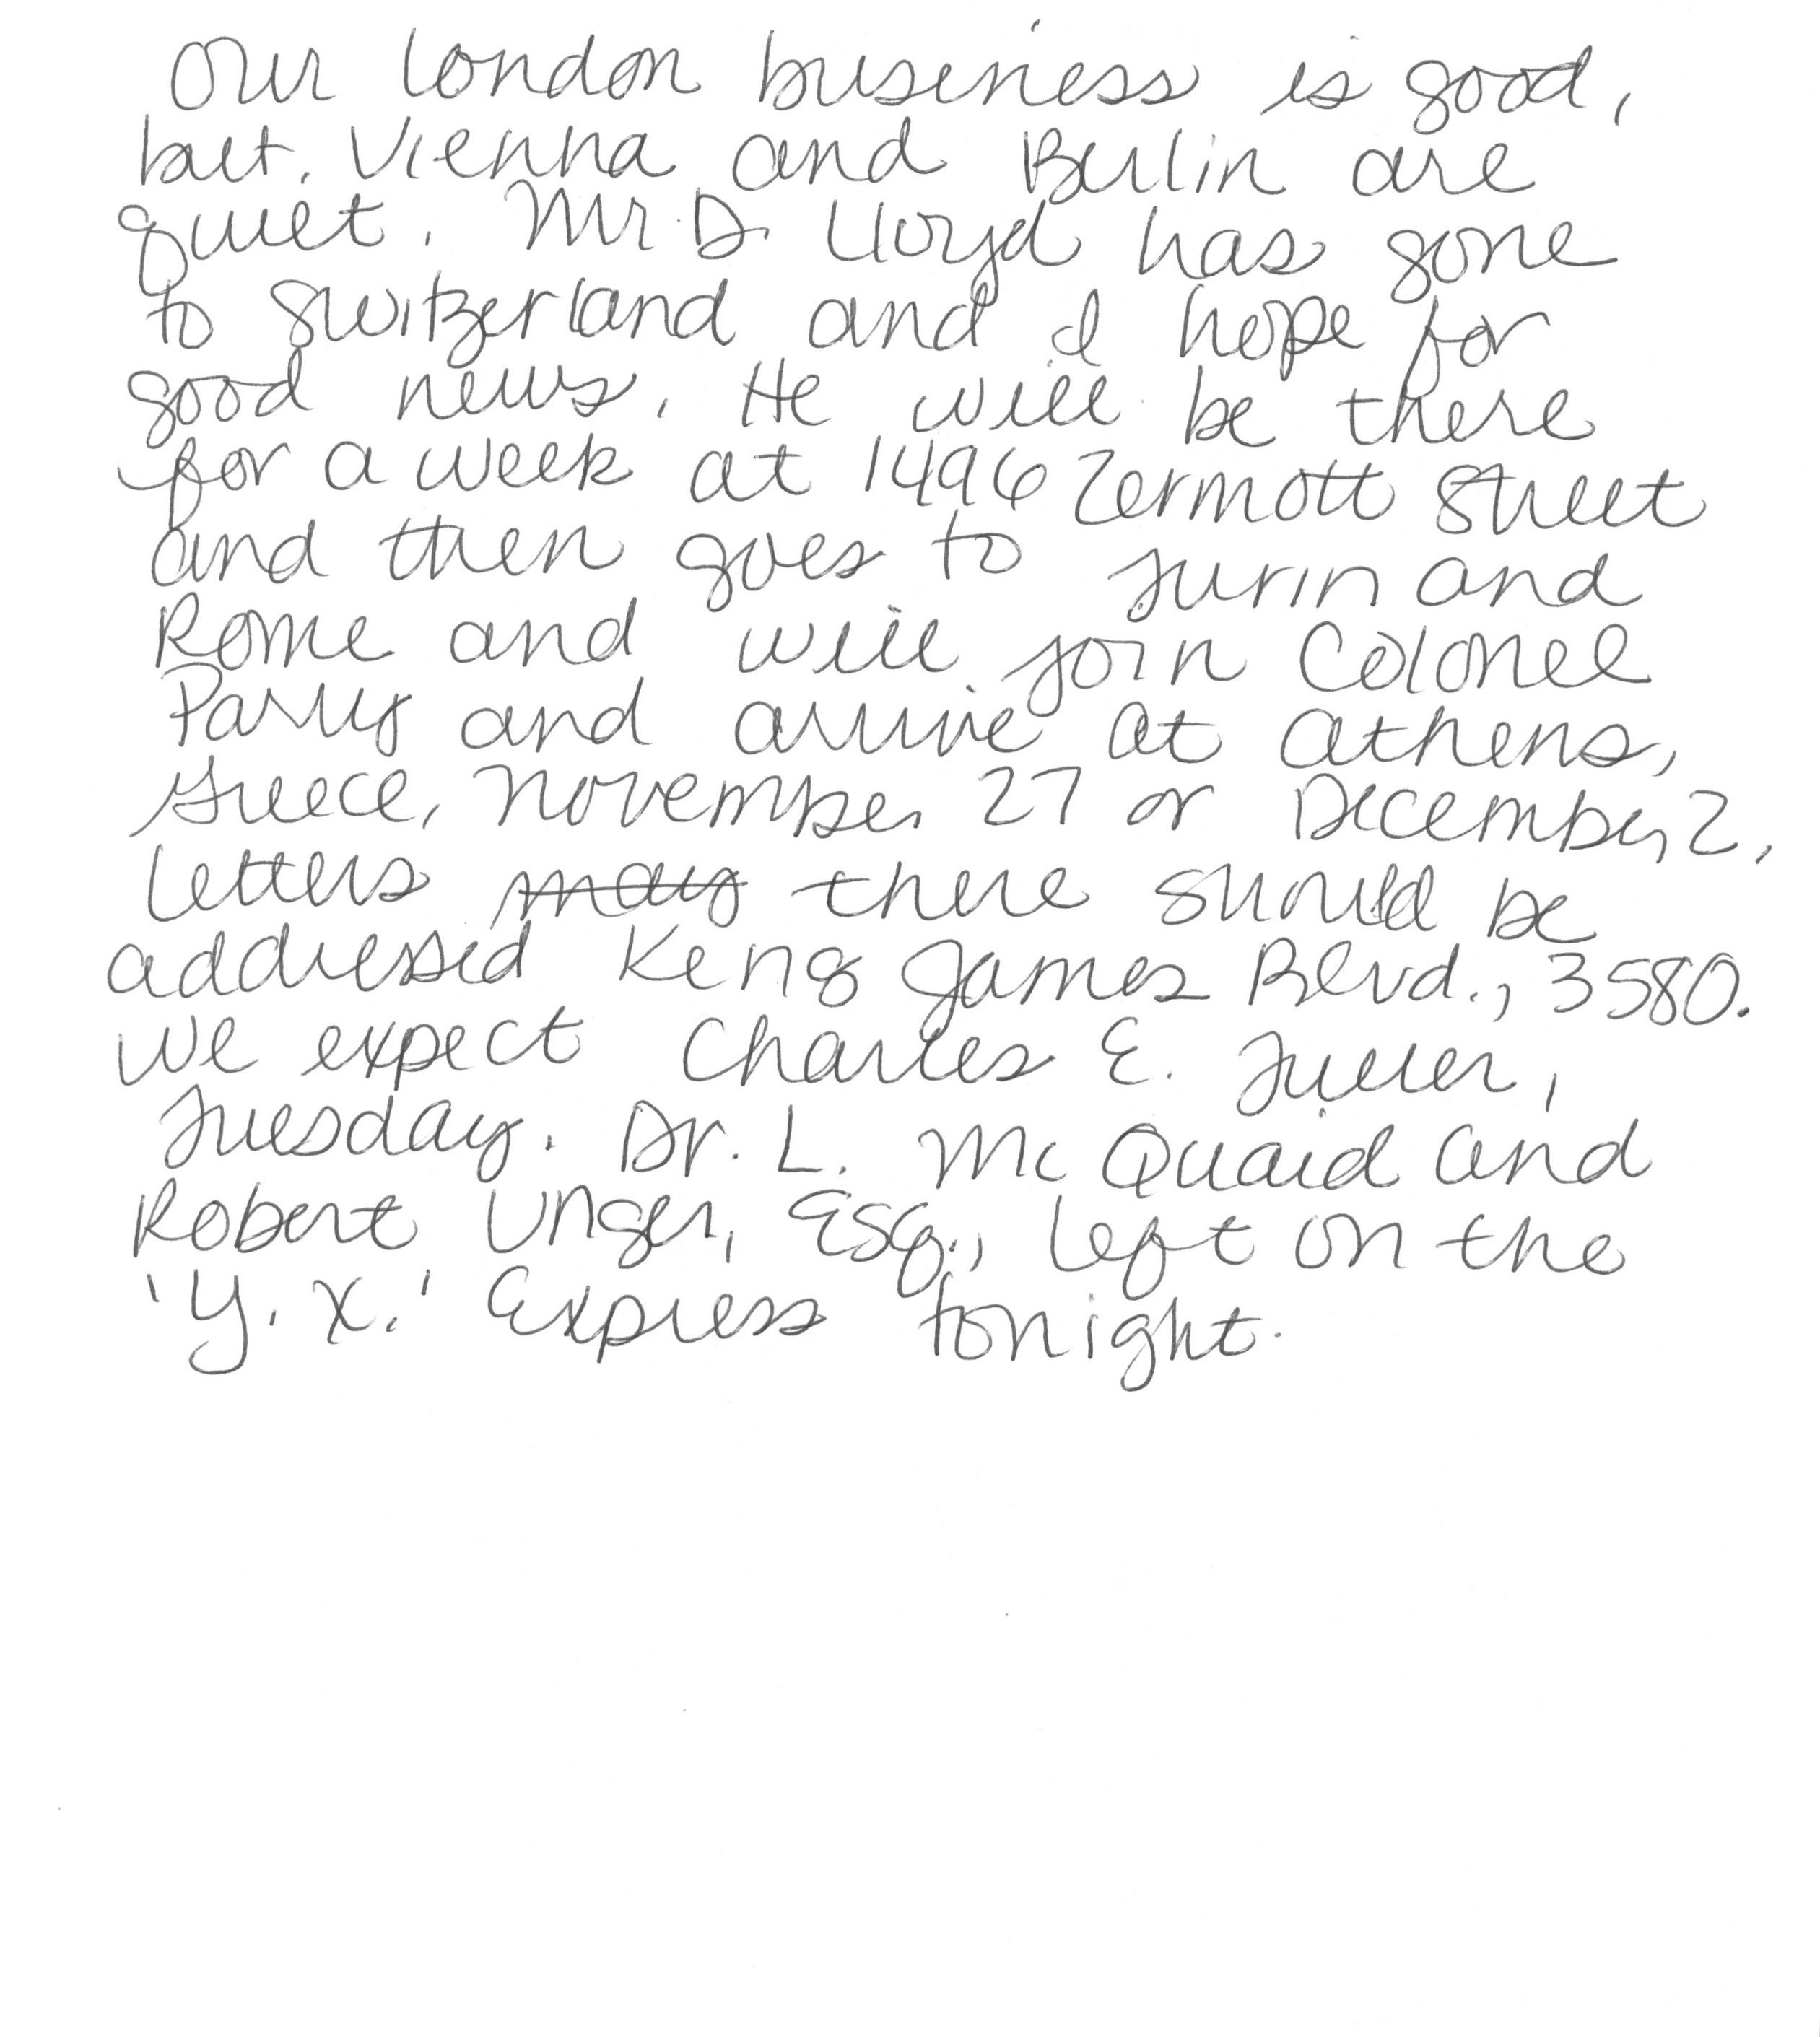 Our London business is good,
but. Vienna and Berlin are
quiet. Mr. D. Lloyd has gone
to Switzerland and I hope for
good news. He will be there
for a week at 1496 Zermott Street
and then goes to Turin and
Rome and will join Colonel
Parry and arrive at Athens,
Greece, November 27 or December 2.
Letters may there should be
addressed King James Blvd., 3580.
We expect Charles E. Fuller,
Tuesday. Dr. L. Mc Quaid and
Robert Unger, Esq., left on the
'Y. X.' Express tonight.